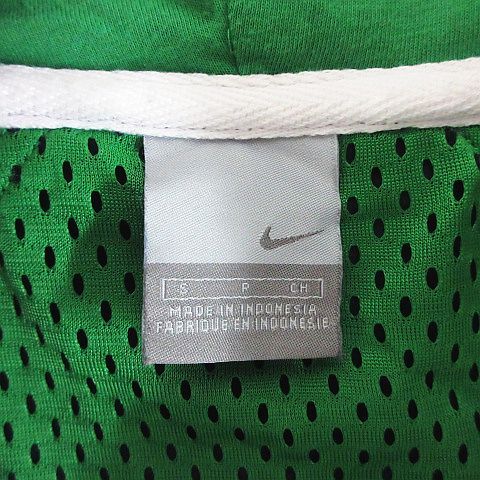 S P CH
MADE IN INDONESIA
FABRIQUE EN INDONESIE